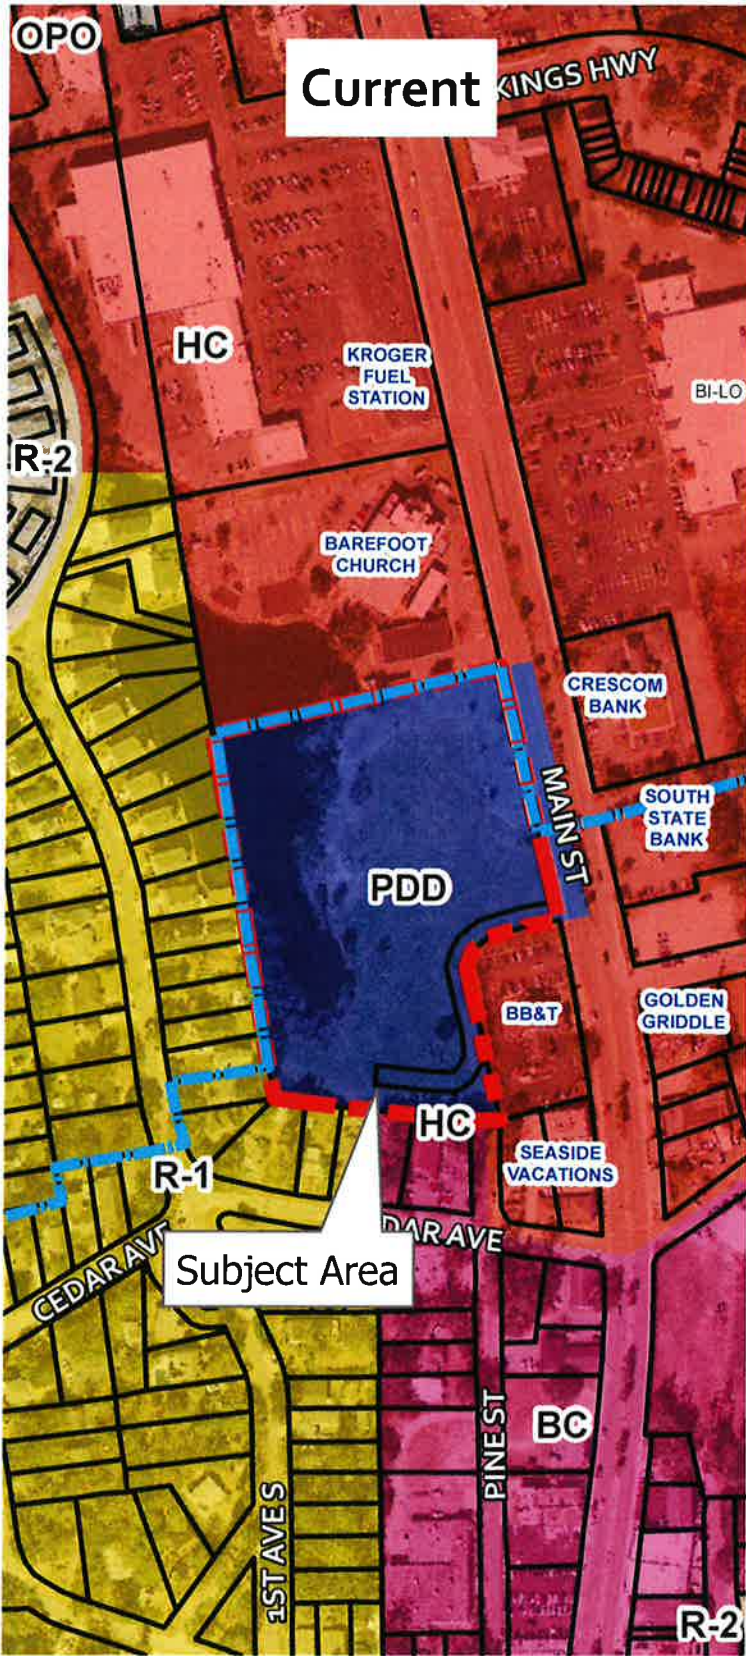 OPO
Current
KINGS HWY
HC
KROGER
FUEL
STATION
BI-LO
R-2
BAREFOOT
CHURCH
CRESCOM
BANK
MAIN ST
SOUTH
STATE
BANK
PDD
BB&T
GOLDEN
GRIDDLE
HC
SEASIDE
VACATIONS
R-1
CEDAR AVE
DAR AVE
Subject Area
PINE ST
BC
1ST AVE S
R-2